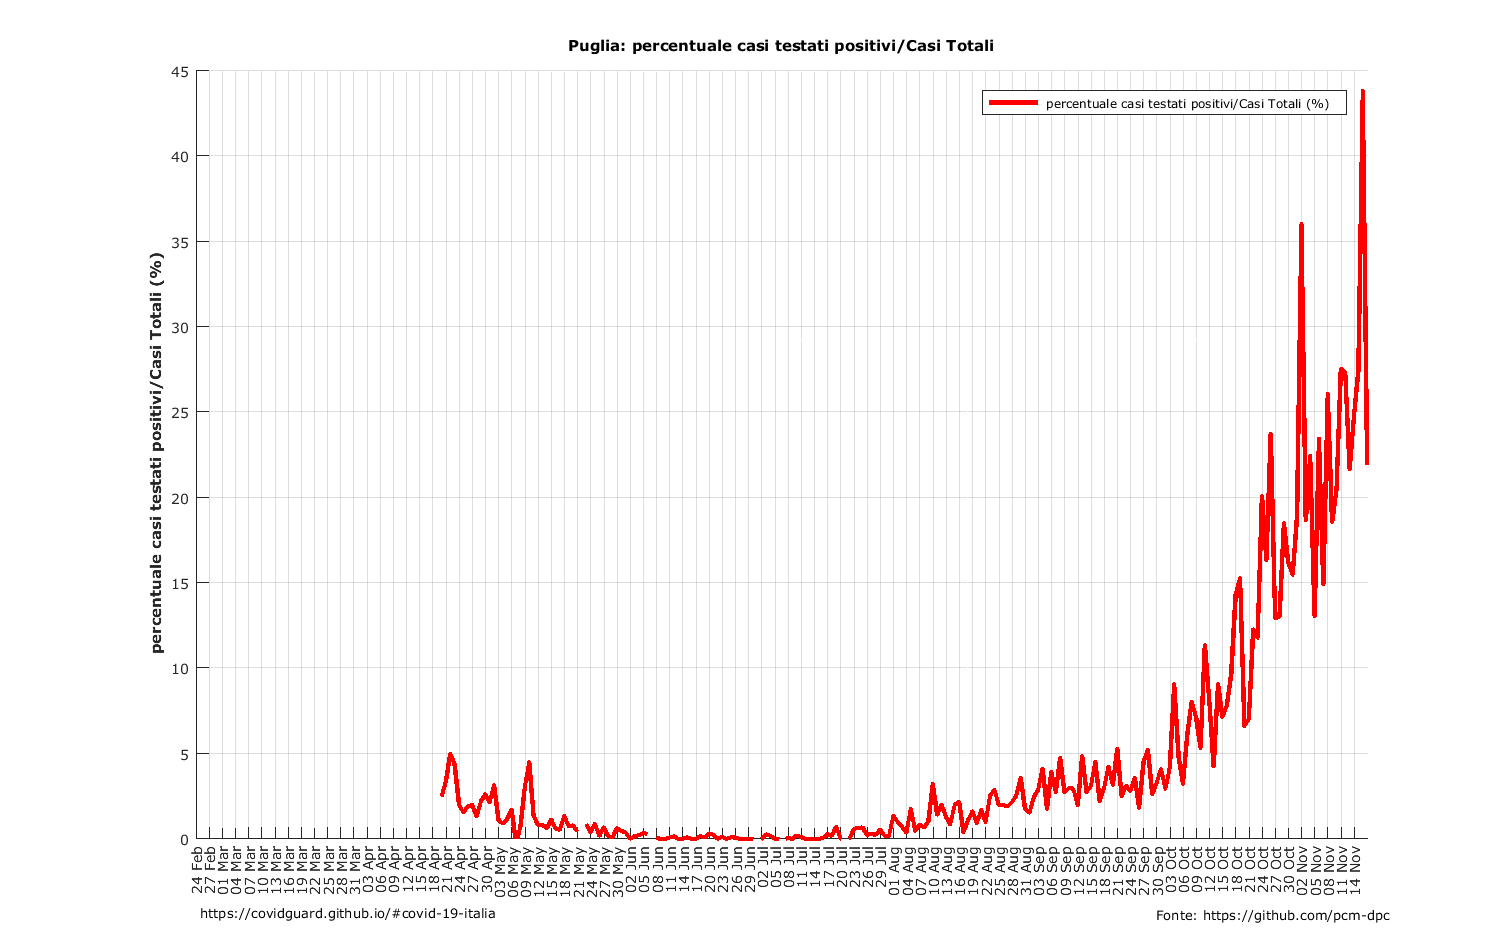 Puglia: percentuale casi testati positivi/Casi Totali
percentuale casi testati positivi/Casi Totali (%)
percentuale casi testati positivi/Casi Totali (%)
45
40
35
30
25
20
15
10
5
0
24 Feb
27 Feb
01 Mar
04 Mar
07 Mar
10 Mar
13 Mar
16 Mar
19 Mar
22 Mar
25 Mar
28 Mar
31 Mar
03 Apr
06 Apr
09 Apr
12 Apr
15 Apr
18 Apr
21 Apr
24 Apr
27 Apr
30 Apr
03 May
06 May
09 May
12 May
15 May
18 May
21 May
24 May
27 May
30 May
02 Jun
05 Jun
08 Jun
11 Jun
14 Jun
17 Jun
20 Jun
23 Jun
26 Jun
29 Jun
02 Jul
05 Jul
08 Jul
11 Jul
14 Jul
17 Jul
20 Jul
23 Jul
26 Jul
29 Jul
01 Aug
04 Aug
07 Aug
10 Aug
13 Aug
16 Aug
19 Aug
22 Aug
25 Aug
28 Aug
31 Aug
03 Sep
06 Sep
09 Sep
12 Sep
15 Sep
18 Sep
21 Sep
24 Sep
27 Sep
30 Sep
03 Oct
06 Oct
09 Oct
12 Oct
15 Oct
18 Oct
21 Oct
24 Oct
27 Oct
30 Oct
02 Nov
05 Nov
08 Nov
11 Nov
14 Nov
https://covidguard.github.io/#covid-19-italia
Fonte: https://github.com/pcm-dpc